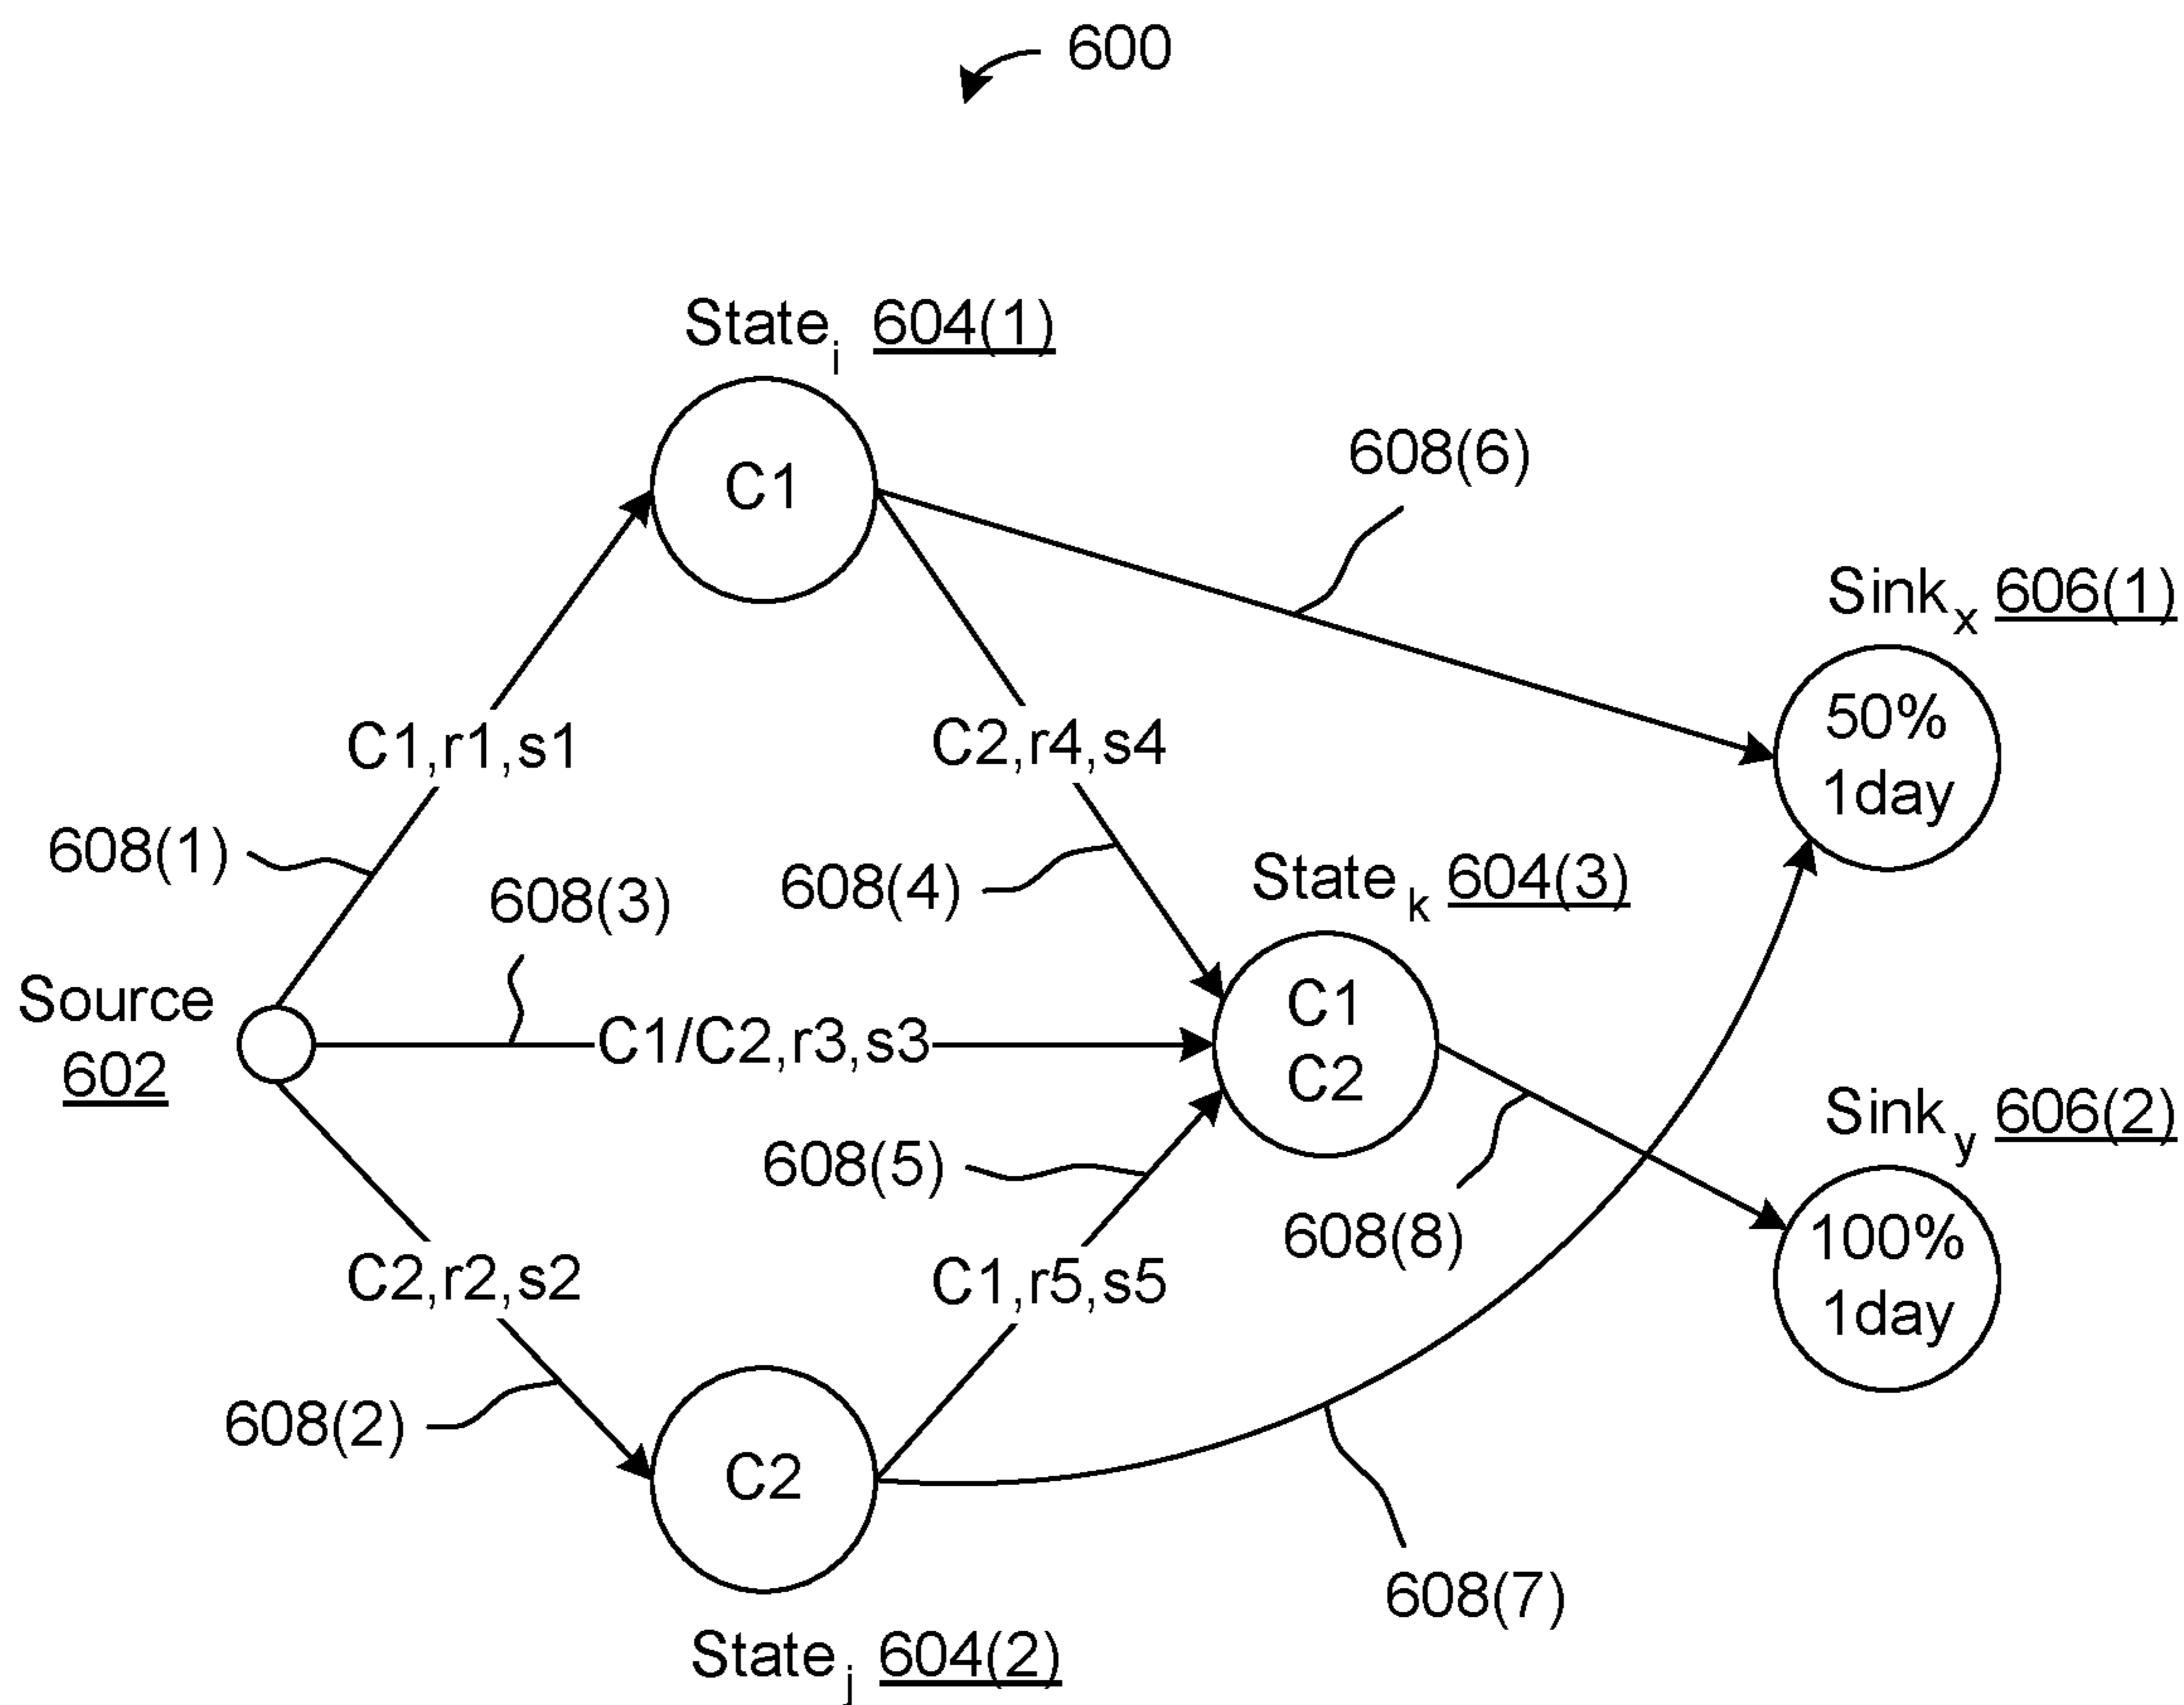 600
State i 604(1)
C1
608(6)
Sink x 606(1)
50%
1day
C1,r1,s1
C2,r4,s4
608(1)
608(3)
608(4)
State k 604(3)
Source
602
C1/C2,r3,s3
C1
C2
608(5)
608(8)
Sink y 606(2)
100%
1day
C2,r2,s2
C1,r5,s5
608(2)
C2
608(7)
State j 604(2)